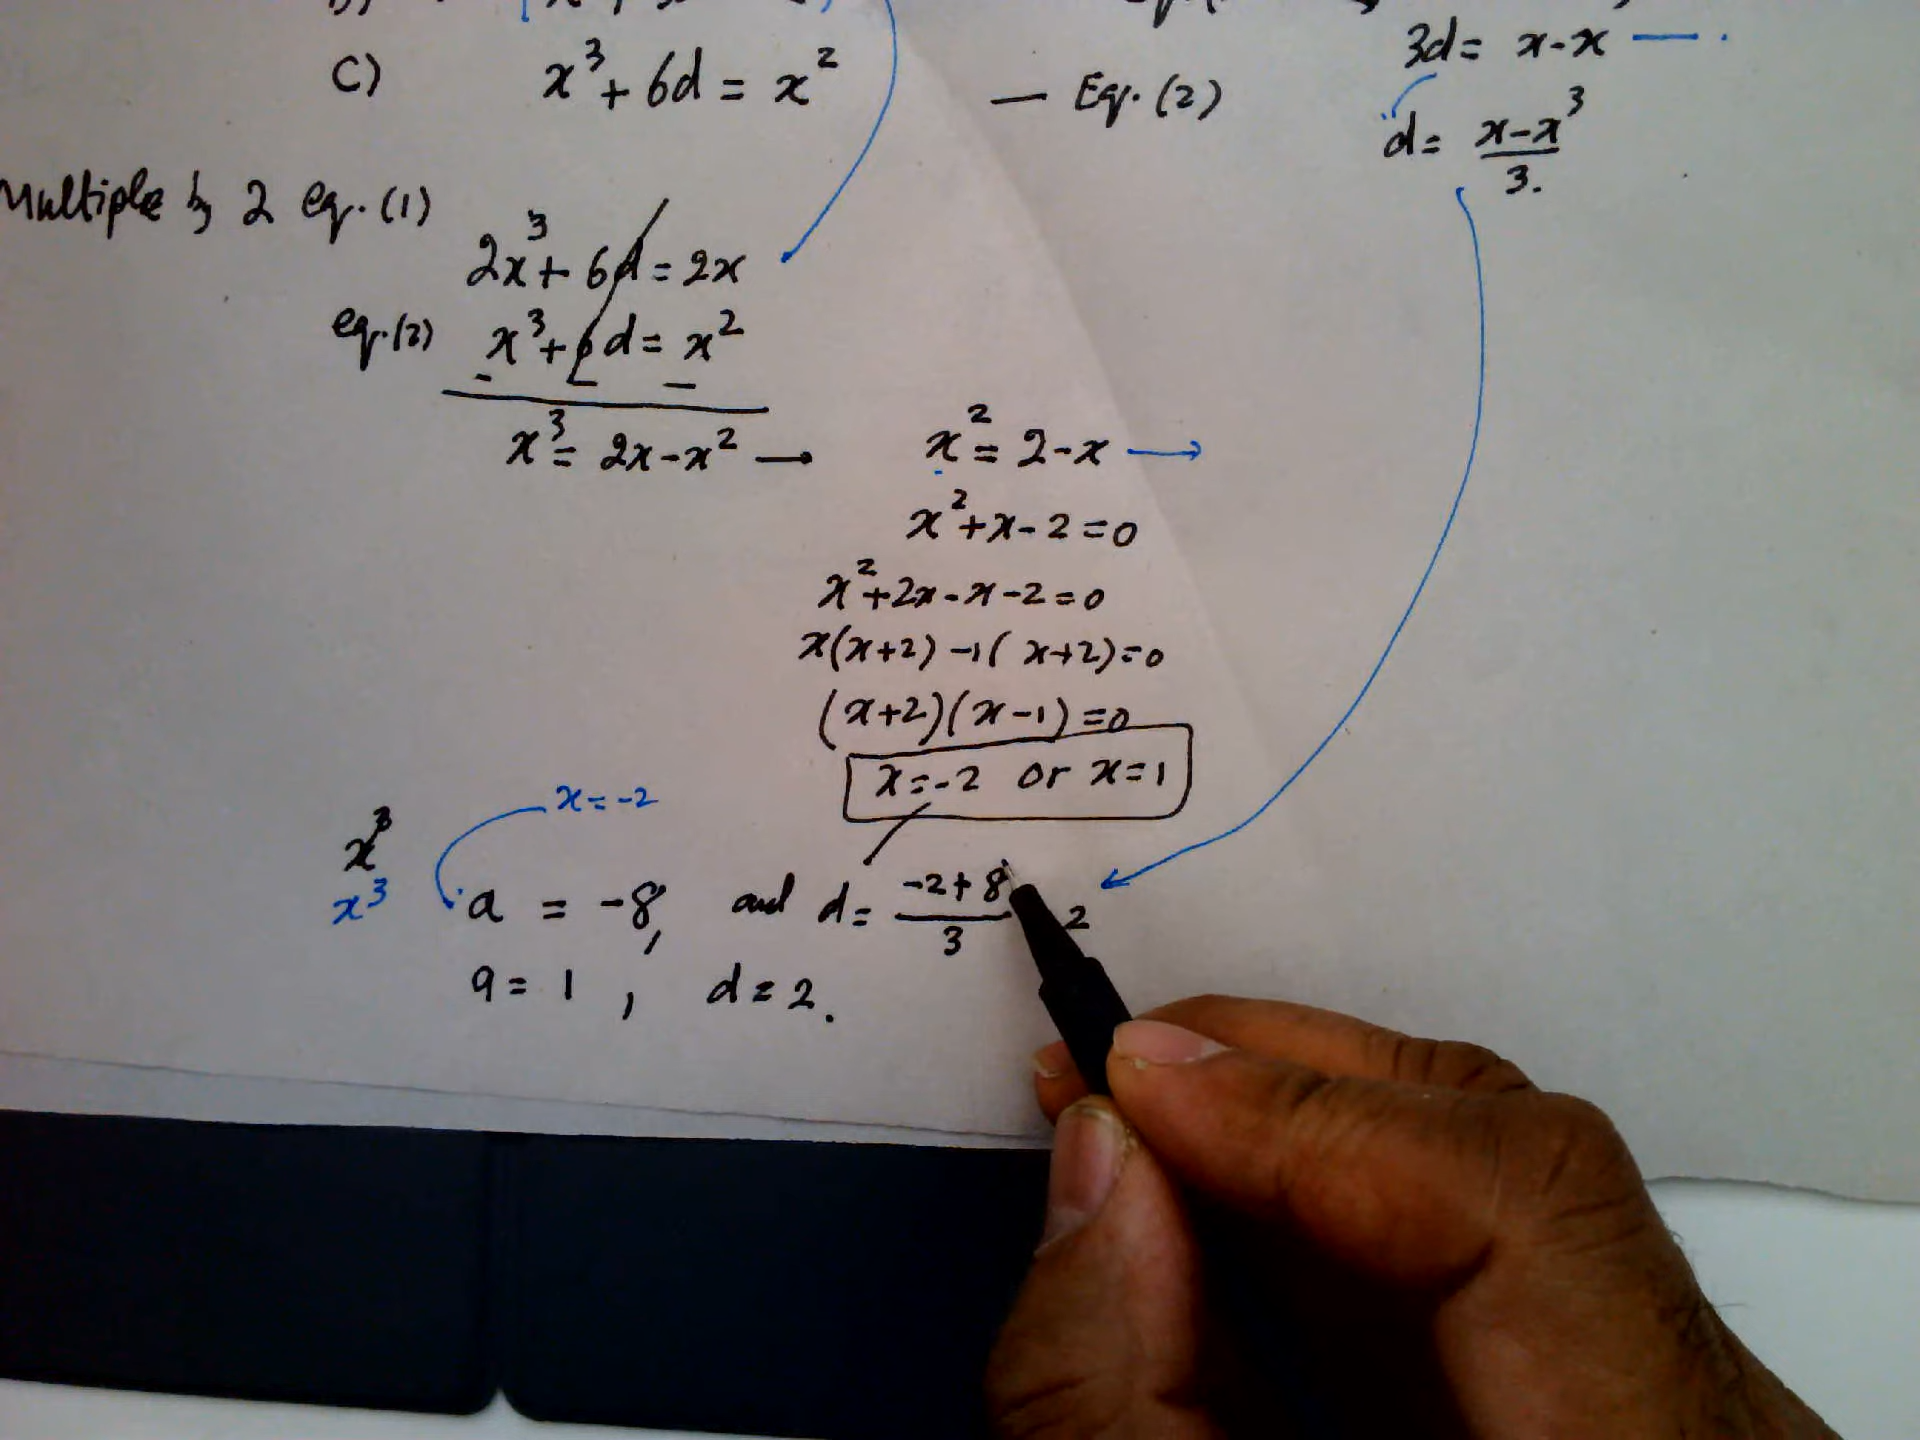 3d = x-x
C) x³ + 6d = x² — Eq. (2)
d = x-x³/3.
Multiple by 2 eq. (1)
2x³ + 6d = 2x
eq. (2) x³ + 6d = x²
x³ = 2x - x² → x² = 2-x →
x² + x - 2 = 0
x² + 2x - x - 2 = 0
x(x+2) -1(x+2) = 0
(x+2)(x-1) = 0
x = -2 or x = 1
x = -2
x³
x³ a = -8, and d = -2+8/3 2
a = 1, d = 2.